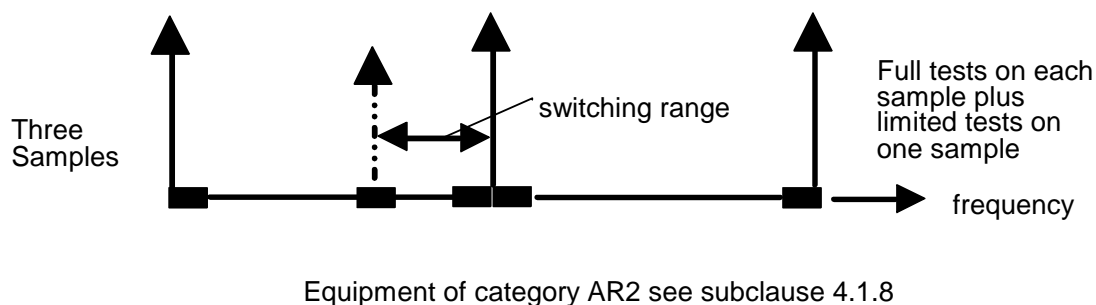 Three
Samples
switching range
Full tests on each
sample plus
limited tests on
one sample
frequency
Equipment of category AR2 see subclause 4.1.8